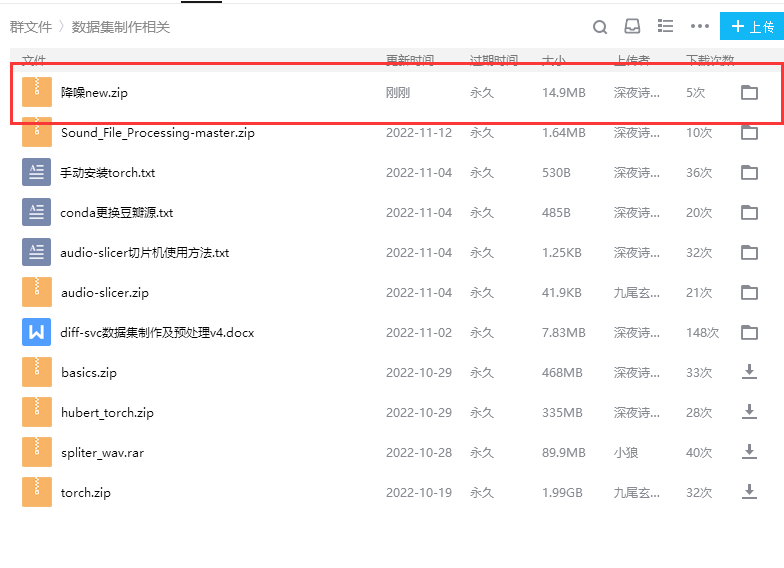 群文件 〉 数据集制作相关 + 上传
文件 更新时间 过期时间 大小 上传者 下载次数
降噪new.zip 刚刚 永久 14.9MB 深夜诗... 5次
Sound_File_Processing-master.zip 2022-11-12 永久 1.64MB 深夜诗... 10次
手动安装torch.txt 2022-11-04 永久 530B 深夜诗... 36次
conda更换豆瓣源.txt 2022-11-04 永久 485B 深夜诗... 20次
audio-slicer切片机使用方法.txt 2022-11-04 永久 1.25KB 深夜诗... 32次
audio-slicer.zip 2022-11-04 永久 41.9KB 九尾玄... 21次
diff-svc数据集制作及预处理v4.docx 2022-11-02 永久 7.83MB 深夜诗... 148次
basics.zip 2022-10-29 永久 468MB 深夜诗... 33次
hubert_torch.zip 2022-10-29 永久 335MB 深夜诗... 28次
spliter_wav.rar 2022-10-28 永久 89.9MB 小狼 40次
torch.zip 2022-10-19 永久 1.99GB 九尾玄... 32次